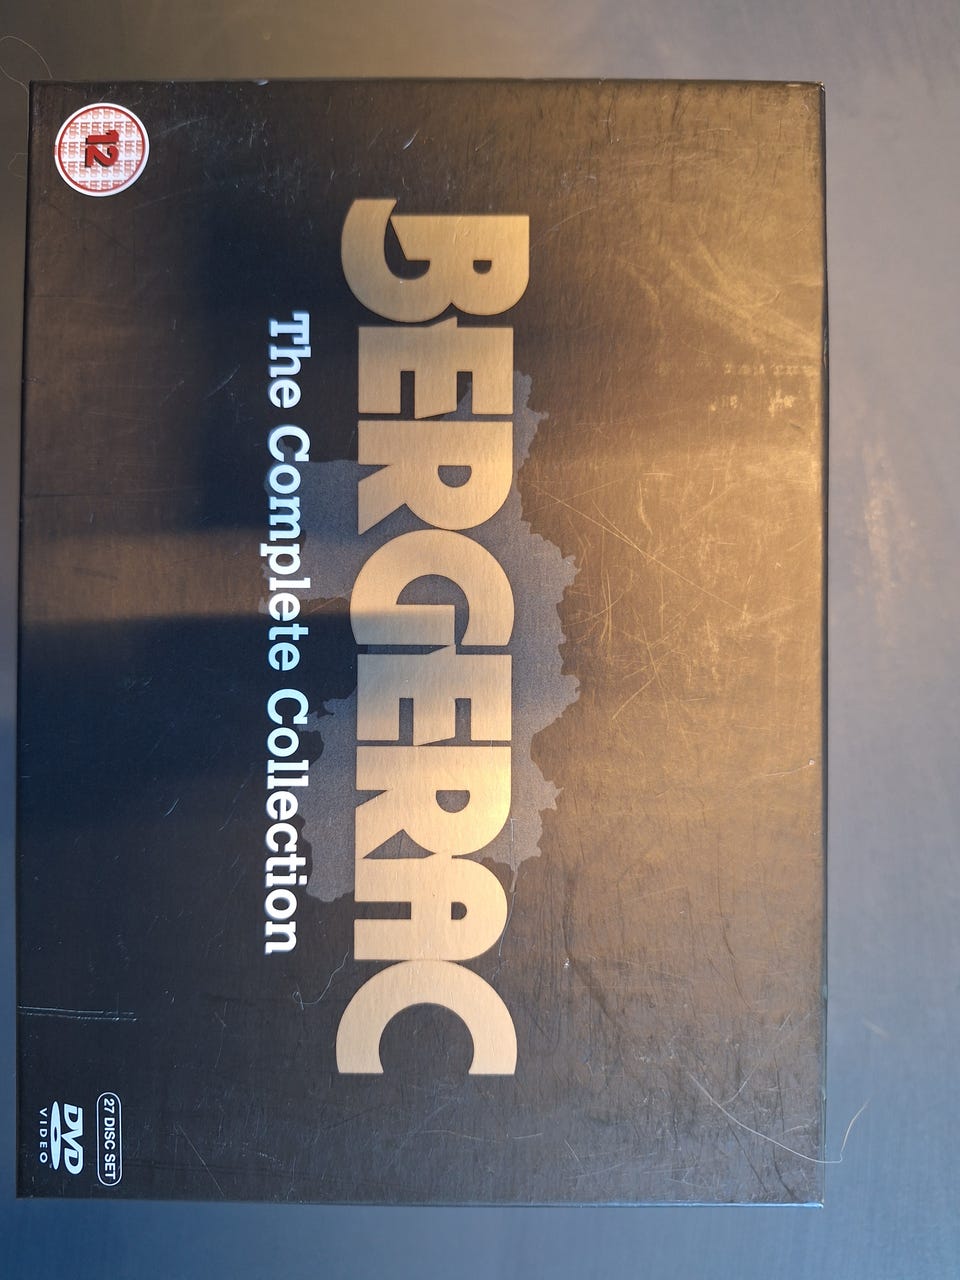 BERGERAC
The Complete Collection
12
27 DISC SET
DVD
VIDEO